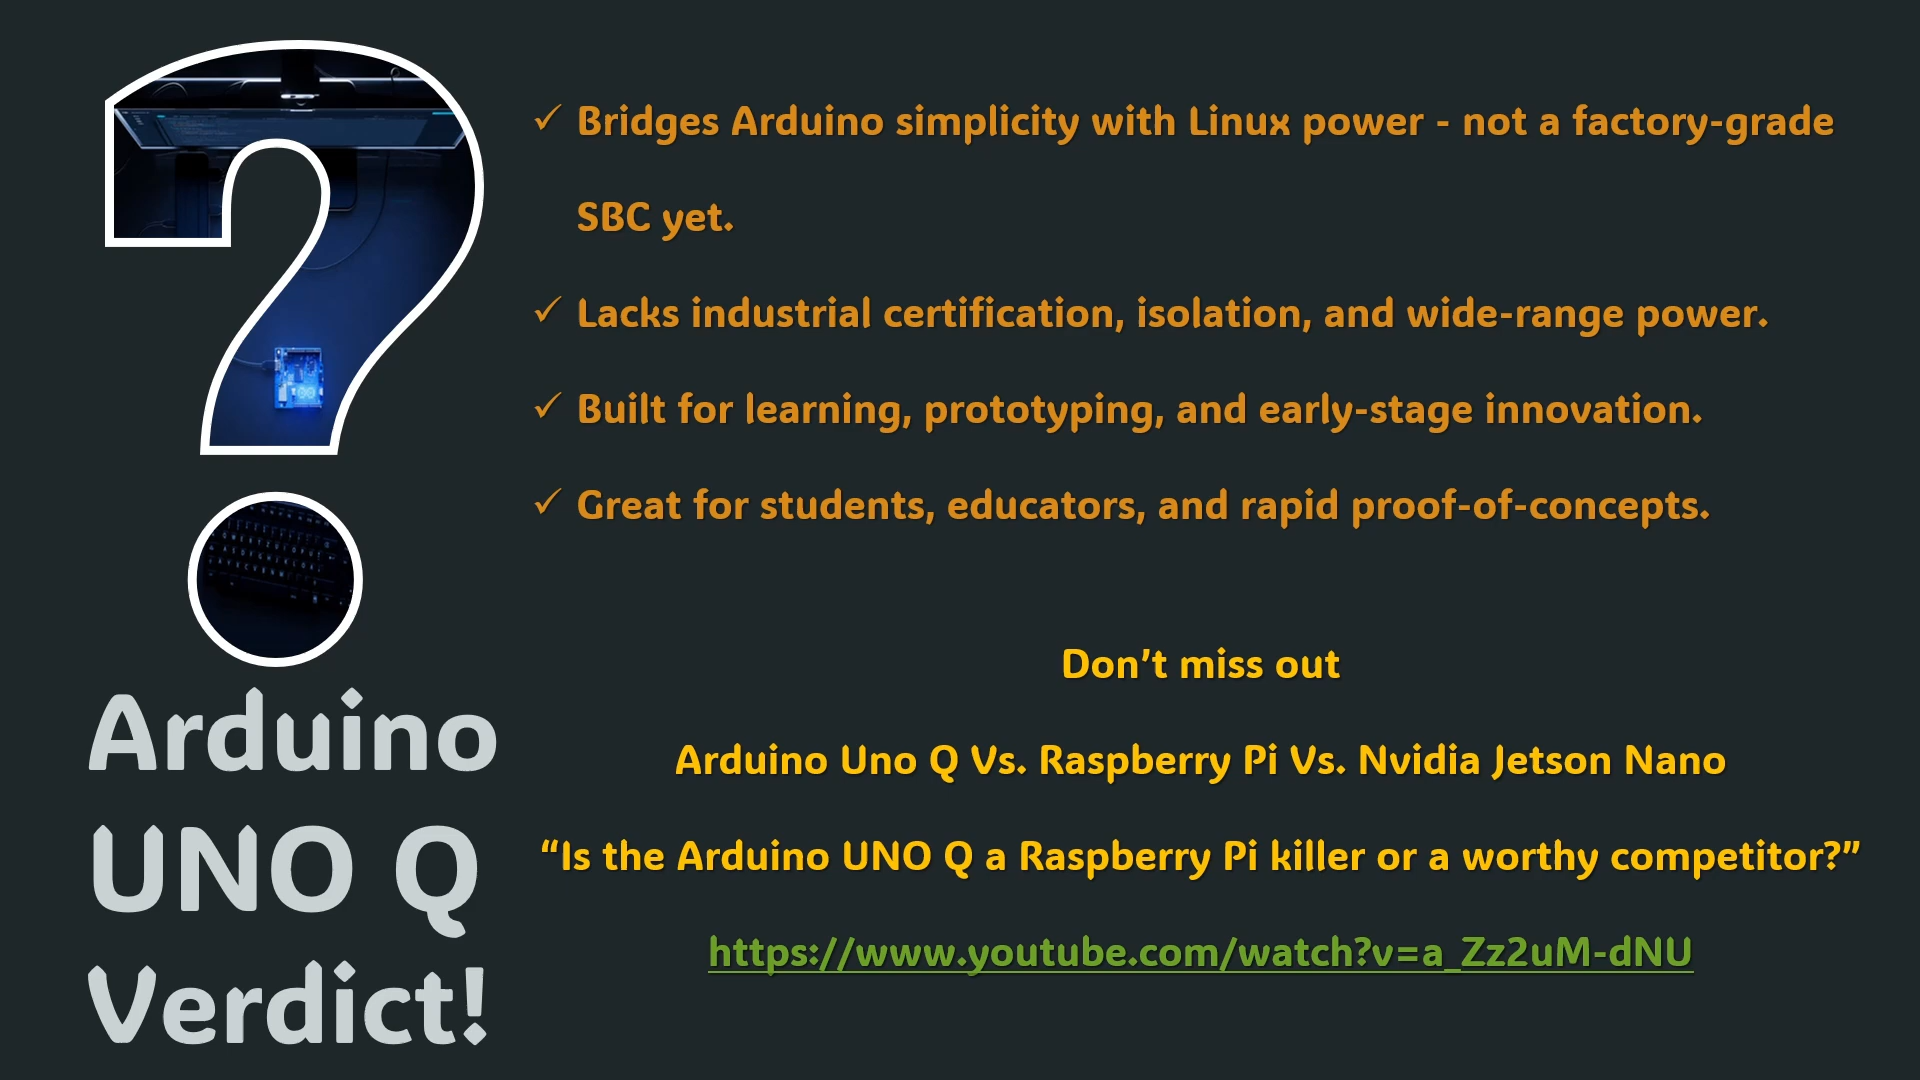 ✓ Bridges Arduino simplicity with Linux power - not a factory-grade
SBC yet.
✓ Lacks industrial certification, isolation, and wide-range power.
✓ Built for learning, prototyping, and early-stage innovation.
✓ Great for students, educators, and rapid proof-of-concepts.
Don’t miss out
Arduino Uno Q Vs. Raspberry Pi Vs. Nvidia Jetson Nano
“Is the Arduino UNO Q a Raspberry Pi killer or a worthy competitor?”
https://www.youtube.com/watch?v=a_Zz2uM-dNU
Arduino
UNO Q
Verdict!